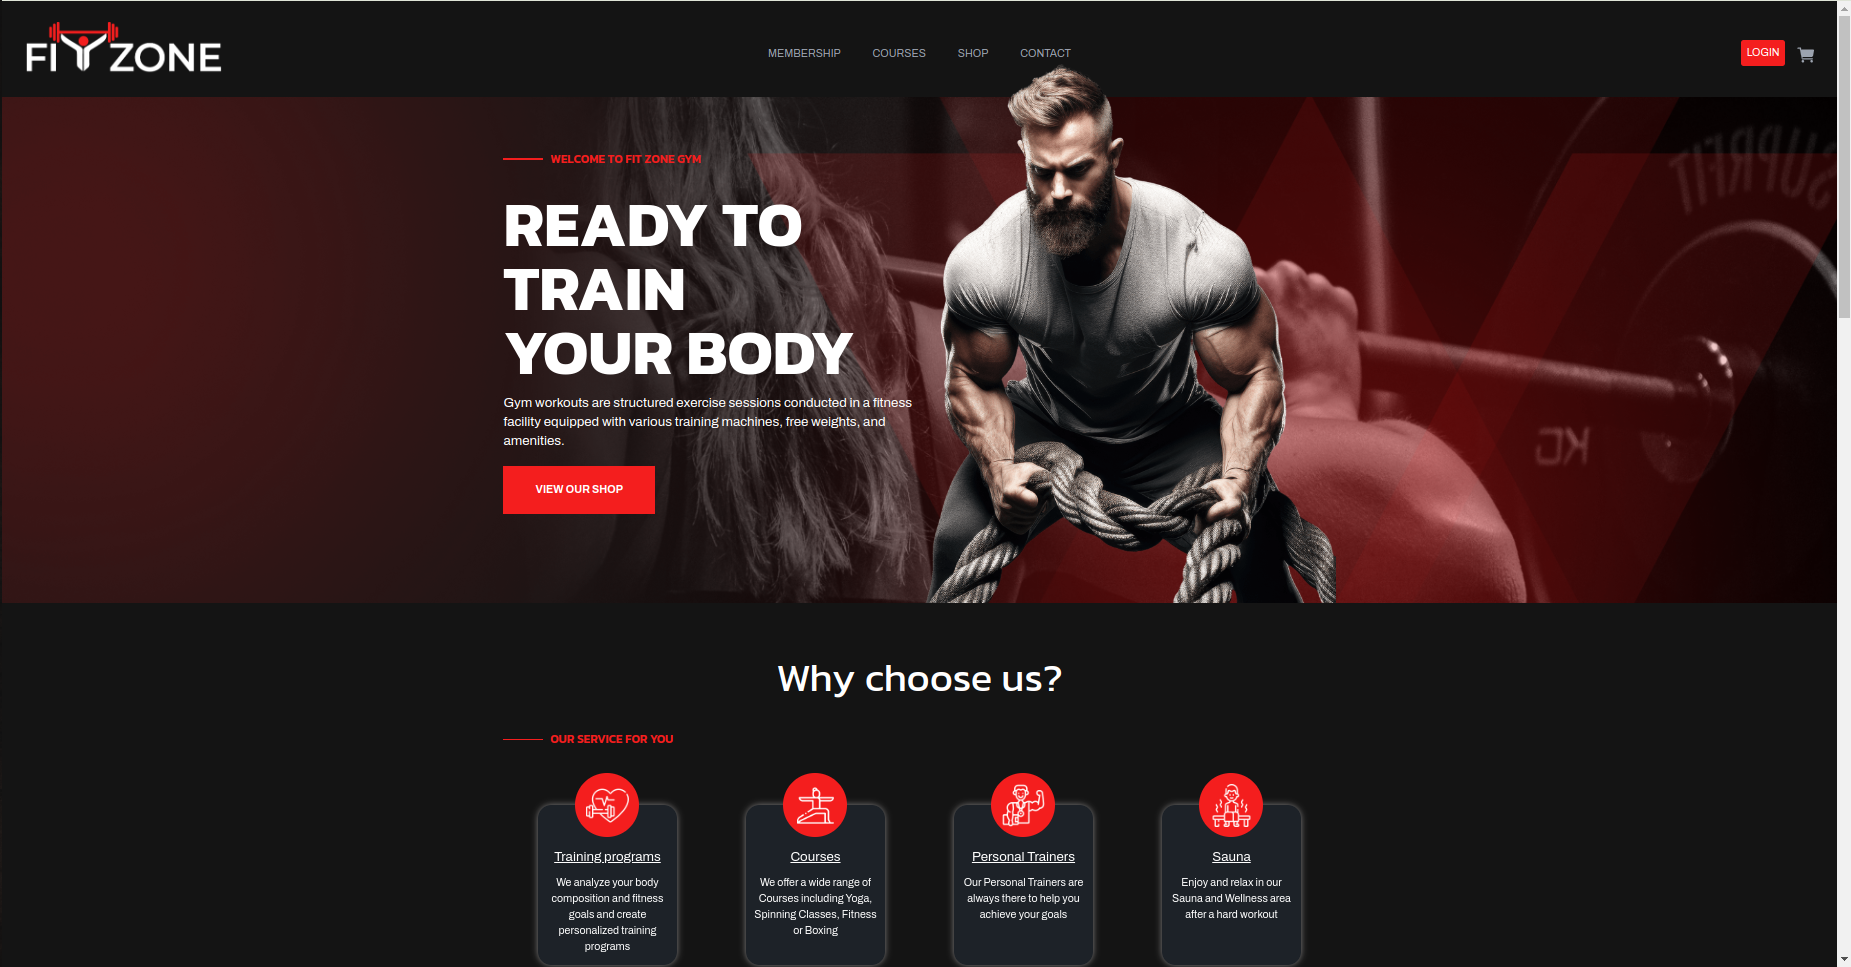 FIT ZONE
MEMBERSHIP
COURSES
SHOP
CONTACT
LOGIN
WELCOME TO FIT ZONE GYM
READY TO
TRAIN
YOUR BODY
Gym workouts are structured exercise sessions conducted in a fitness
facility equipped with various training machines, free weights, and
amenities.
VIEW OUR SHOP
SUPRFIT
KG
Why choose us?
OUR SERVICE FOR YOU
Training programs
We analyze your body
composition and fitness
goals and create
personalized training
programs
Courses
We offer a wide range of
Courses including Yoga,
Spinning Classes, Fitness
or Boxing
Personal Trainers
Our Personal Trainers are
always there to help you
achieve your goals
Sauna
Enjoy and relax in our
Sauna and Wellness area
after a hard workout